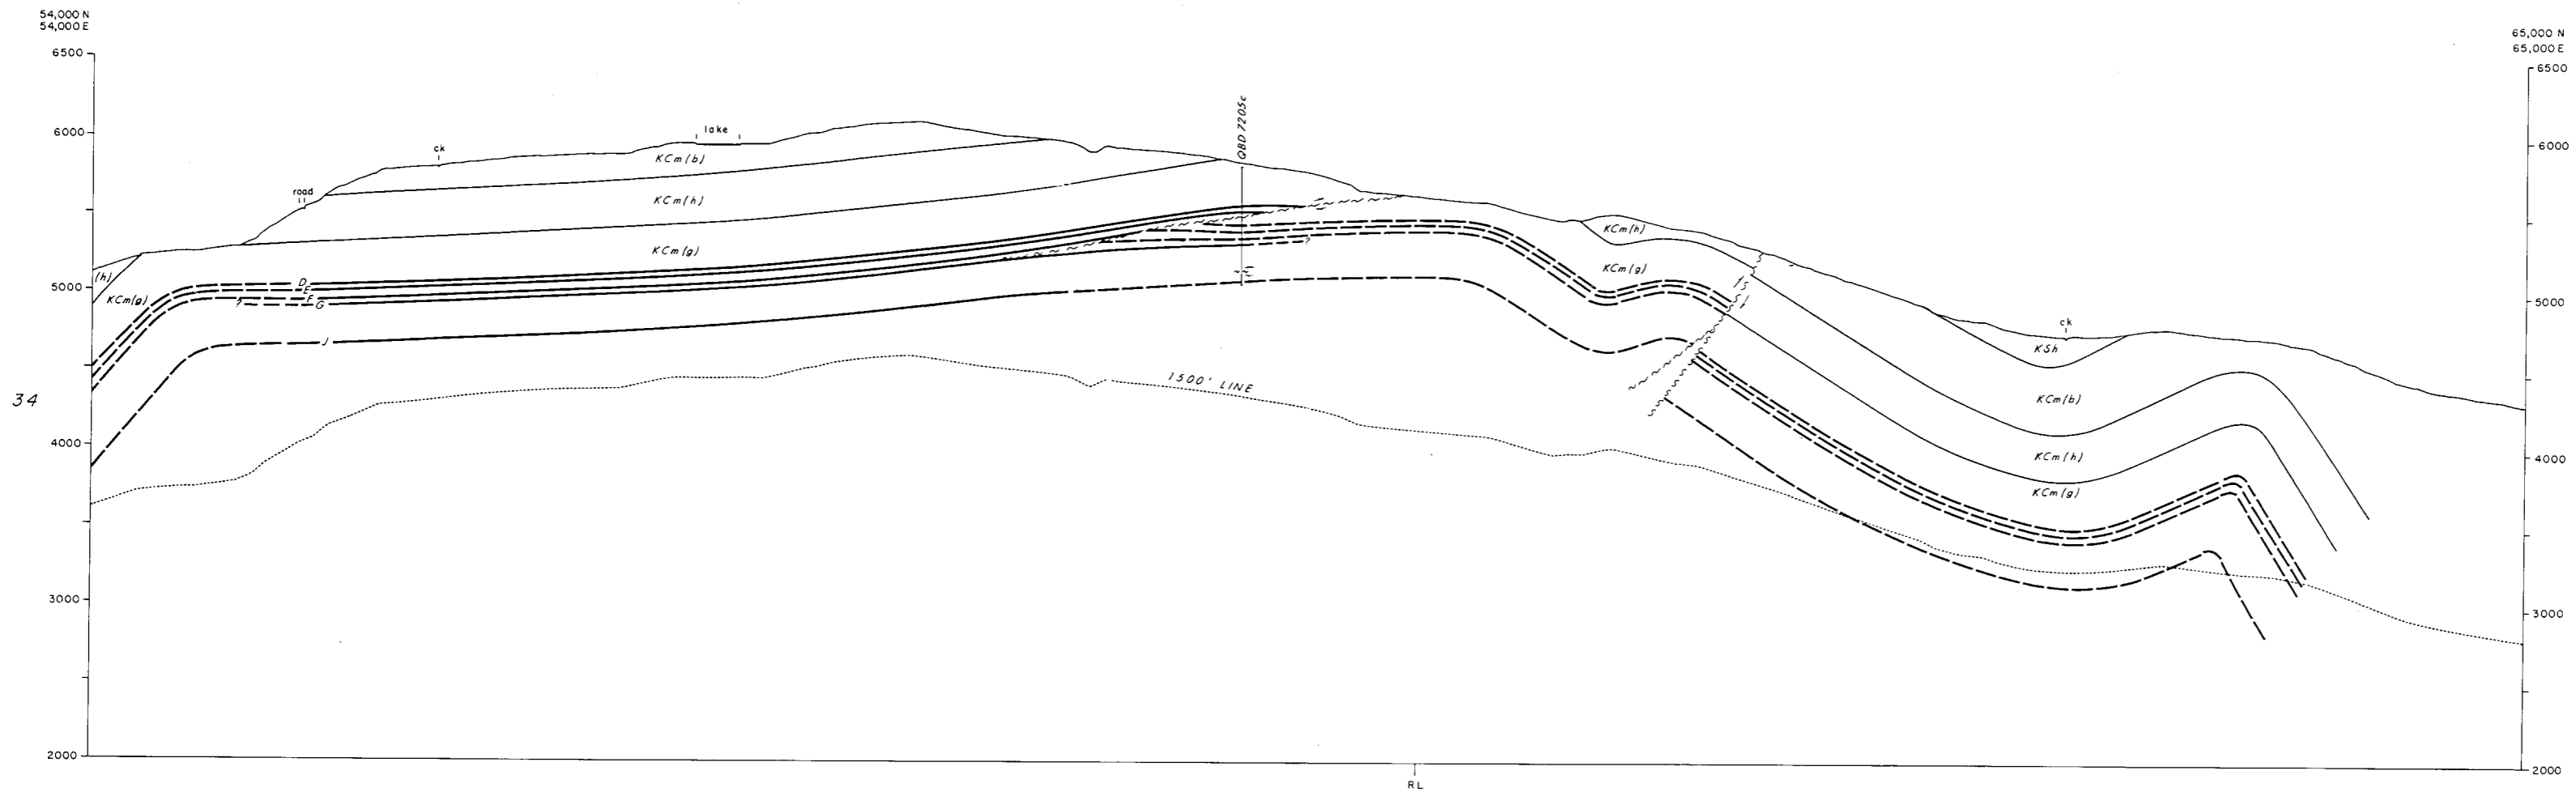 54,000 N
54,000 E
65,000 N
65,000 E
6500
6500
6000
6000
5000
5000
4000
4000
3000
3000
2000
2000
34
road
ck
lake
QBD 7205c
ck
KCm(b)
KCm(h)
KCm(g)
(h)
KCm(g)
D
E
F
G
J
?
?
KCm(h)
KCm(g)
KSh
KCm(b)
KCm(h)
KCm(g)
1500' LINE
RL